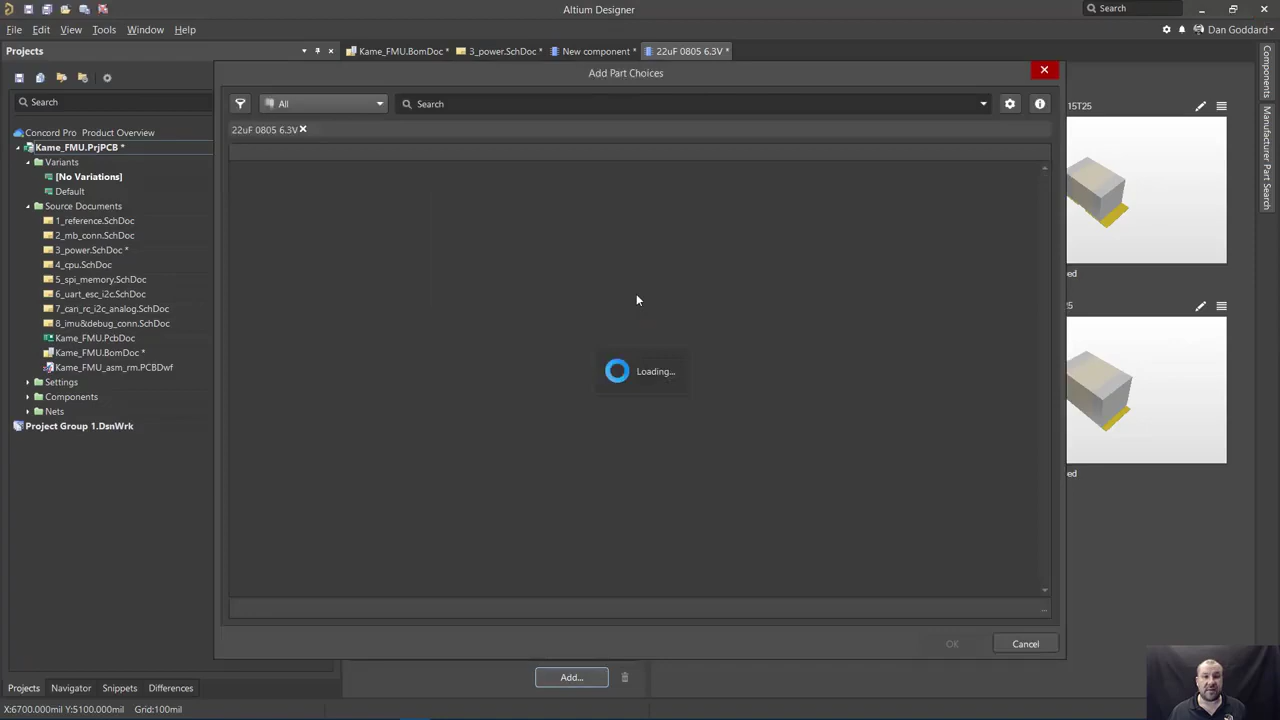 Altium Designer
Search
File Edit View Tools Window Help
Dan Goddard
Projects
Kame_FMU.BomDoc *
3_power.SchDoc *
New component *
22uF 0805 6.3V *
Add Part Choices
Search
All
Search
22uF 0805 6.3V
Concord Pro Product Overview
Kame_FMU.PrjPCB *
Variants
[No Variations]
Default
Source Documents
1_reference.SchDoc
2_mb_conn.SchDoc
3_power.SchDoc *
4_cpu.SchDoc
5_spi_memory.SchDoc
6_uart_esc_i2c.SchDoc
7_can_rc_i2c_analog.SchDoc
8_imu&debug_conn.SchDoc
Kame_FMU.PcbDoc
Kame_FMU.BomDoc *
Kame_FMU_asm_rm.PCBDwf
Settings
Components
Nets
Project Group 1.DsnWrk
Loading...
...
OK
Cancel
Add...
15T25
ed
5
ed
Components
Manufacturer Part Search
Projects Navigator Snippets Differences
X:6700.000mil Y:5100.000mil Grid:100mil